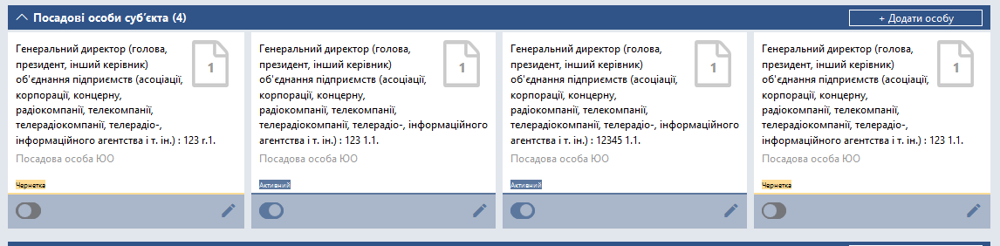 Посадові особи суб’єкта (4)
+ Додати особу
Генеральний директор (голова,
президент, інший керівник)
об'єднання підприємств (асоціації,
корпорації, концерну,
радіокомпанії, телекомпанії,
телерадіокомпанії, телерадіо-,
інформаційного агентства і т. ін.) : 123 г.1.
1
Посадова особа ЮО
Чернетка
Генеральний директор (голова,
президент, інший керівник)
об'єднання підприємств (асоціації,
корпорації, концерну,
радіокомпанії, телекомпанії,
телерадіокомпанії, телерадіо-, інформаційного
агентства і т. ін.) : 123 1.1.
1
Посадова особа ЮО
Активний
Генеральний директор (голова,
президент, інший керівник)
об'єднання підприємств (асоціації,
корпорації, концерну,
радіокомпанії, телекомпанії,
телерадіокомпанії, телерадіо-, інформаційного
агентства і т. ін.) : 12345 1.1.
1
Посадова особа ЮО
Активний
Генеральний директор (голова,
президент, інший керівник)
об'єднання підприємств (асоціації,
корпорації, концерну,
радіокомпанії, телекомпанії,
телерадіокомпанії, телерадіо-,
інформаційного агентства і т. ін.) : 123 1.1.
1
Посадова особа ЮО
Чернетка